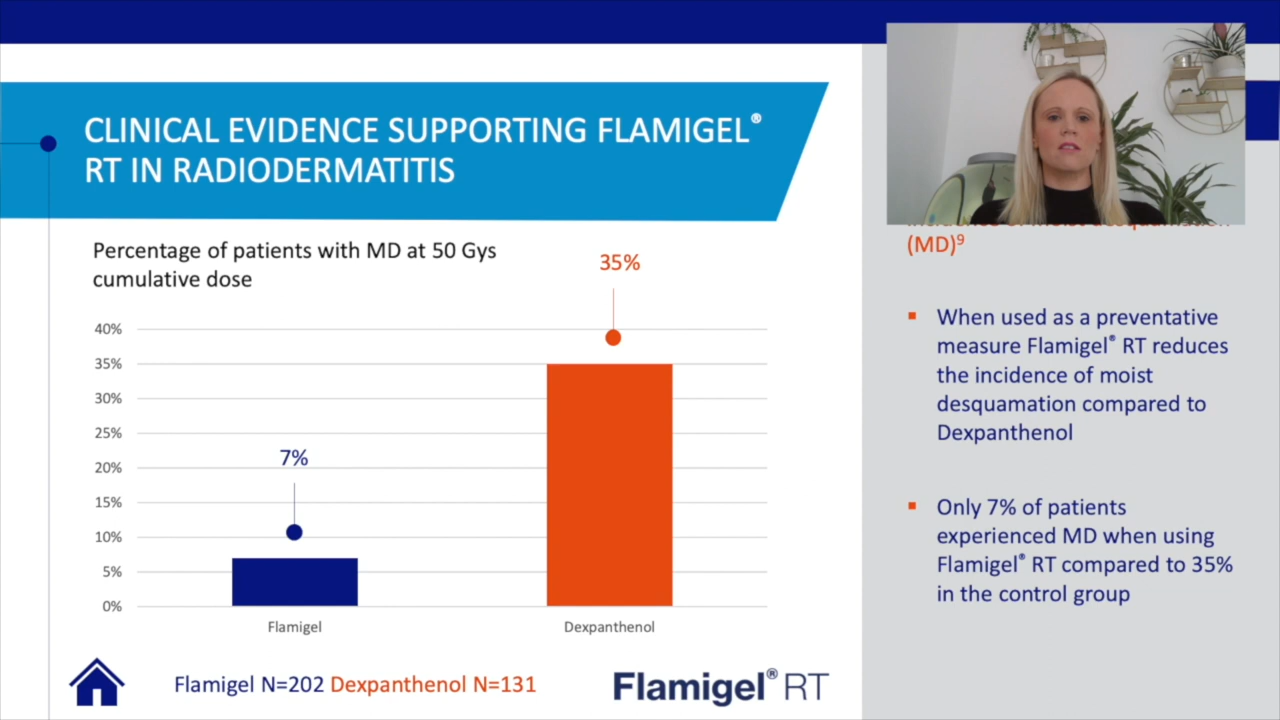 CLINICAL EVIDENCE SUPPORTING FLAMIGEL®
RT IN RADIODERMATITIS
Percentage of patients with MD at 50 Gys
cumulative dose
35%
40%
35%
30%
25%
20%
15%
10%
5%
0%
7%
Flamigel
Dexpanthenol
Flamigel N=202 Dexpanthenol N=131
Flamigel® RT
(MD)⁹
▪ When used as a preventative
measure Flamigel® RT reduces
the incidence of moist
desquamation compared to
Dexpanthenol
▪ Only 7% of patients
experienced MD when using
Flamigel® RT compared to 35%
in the control group